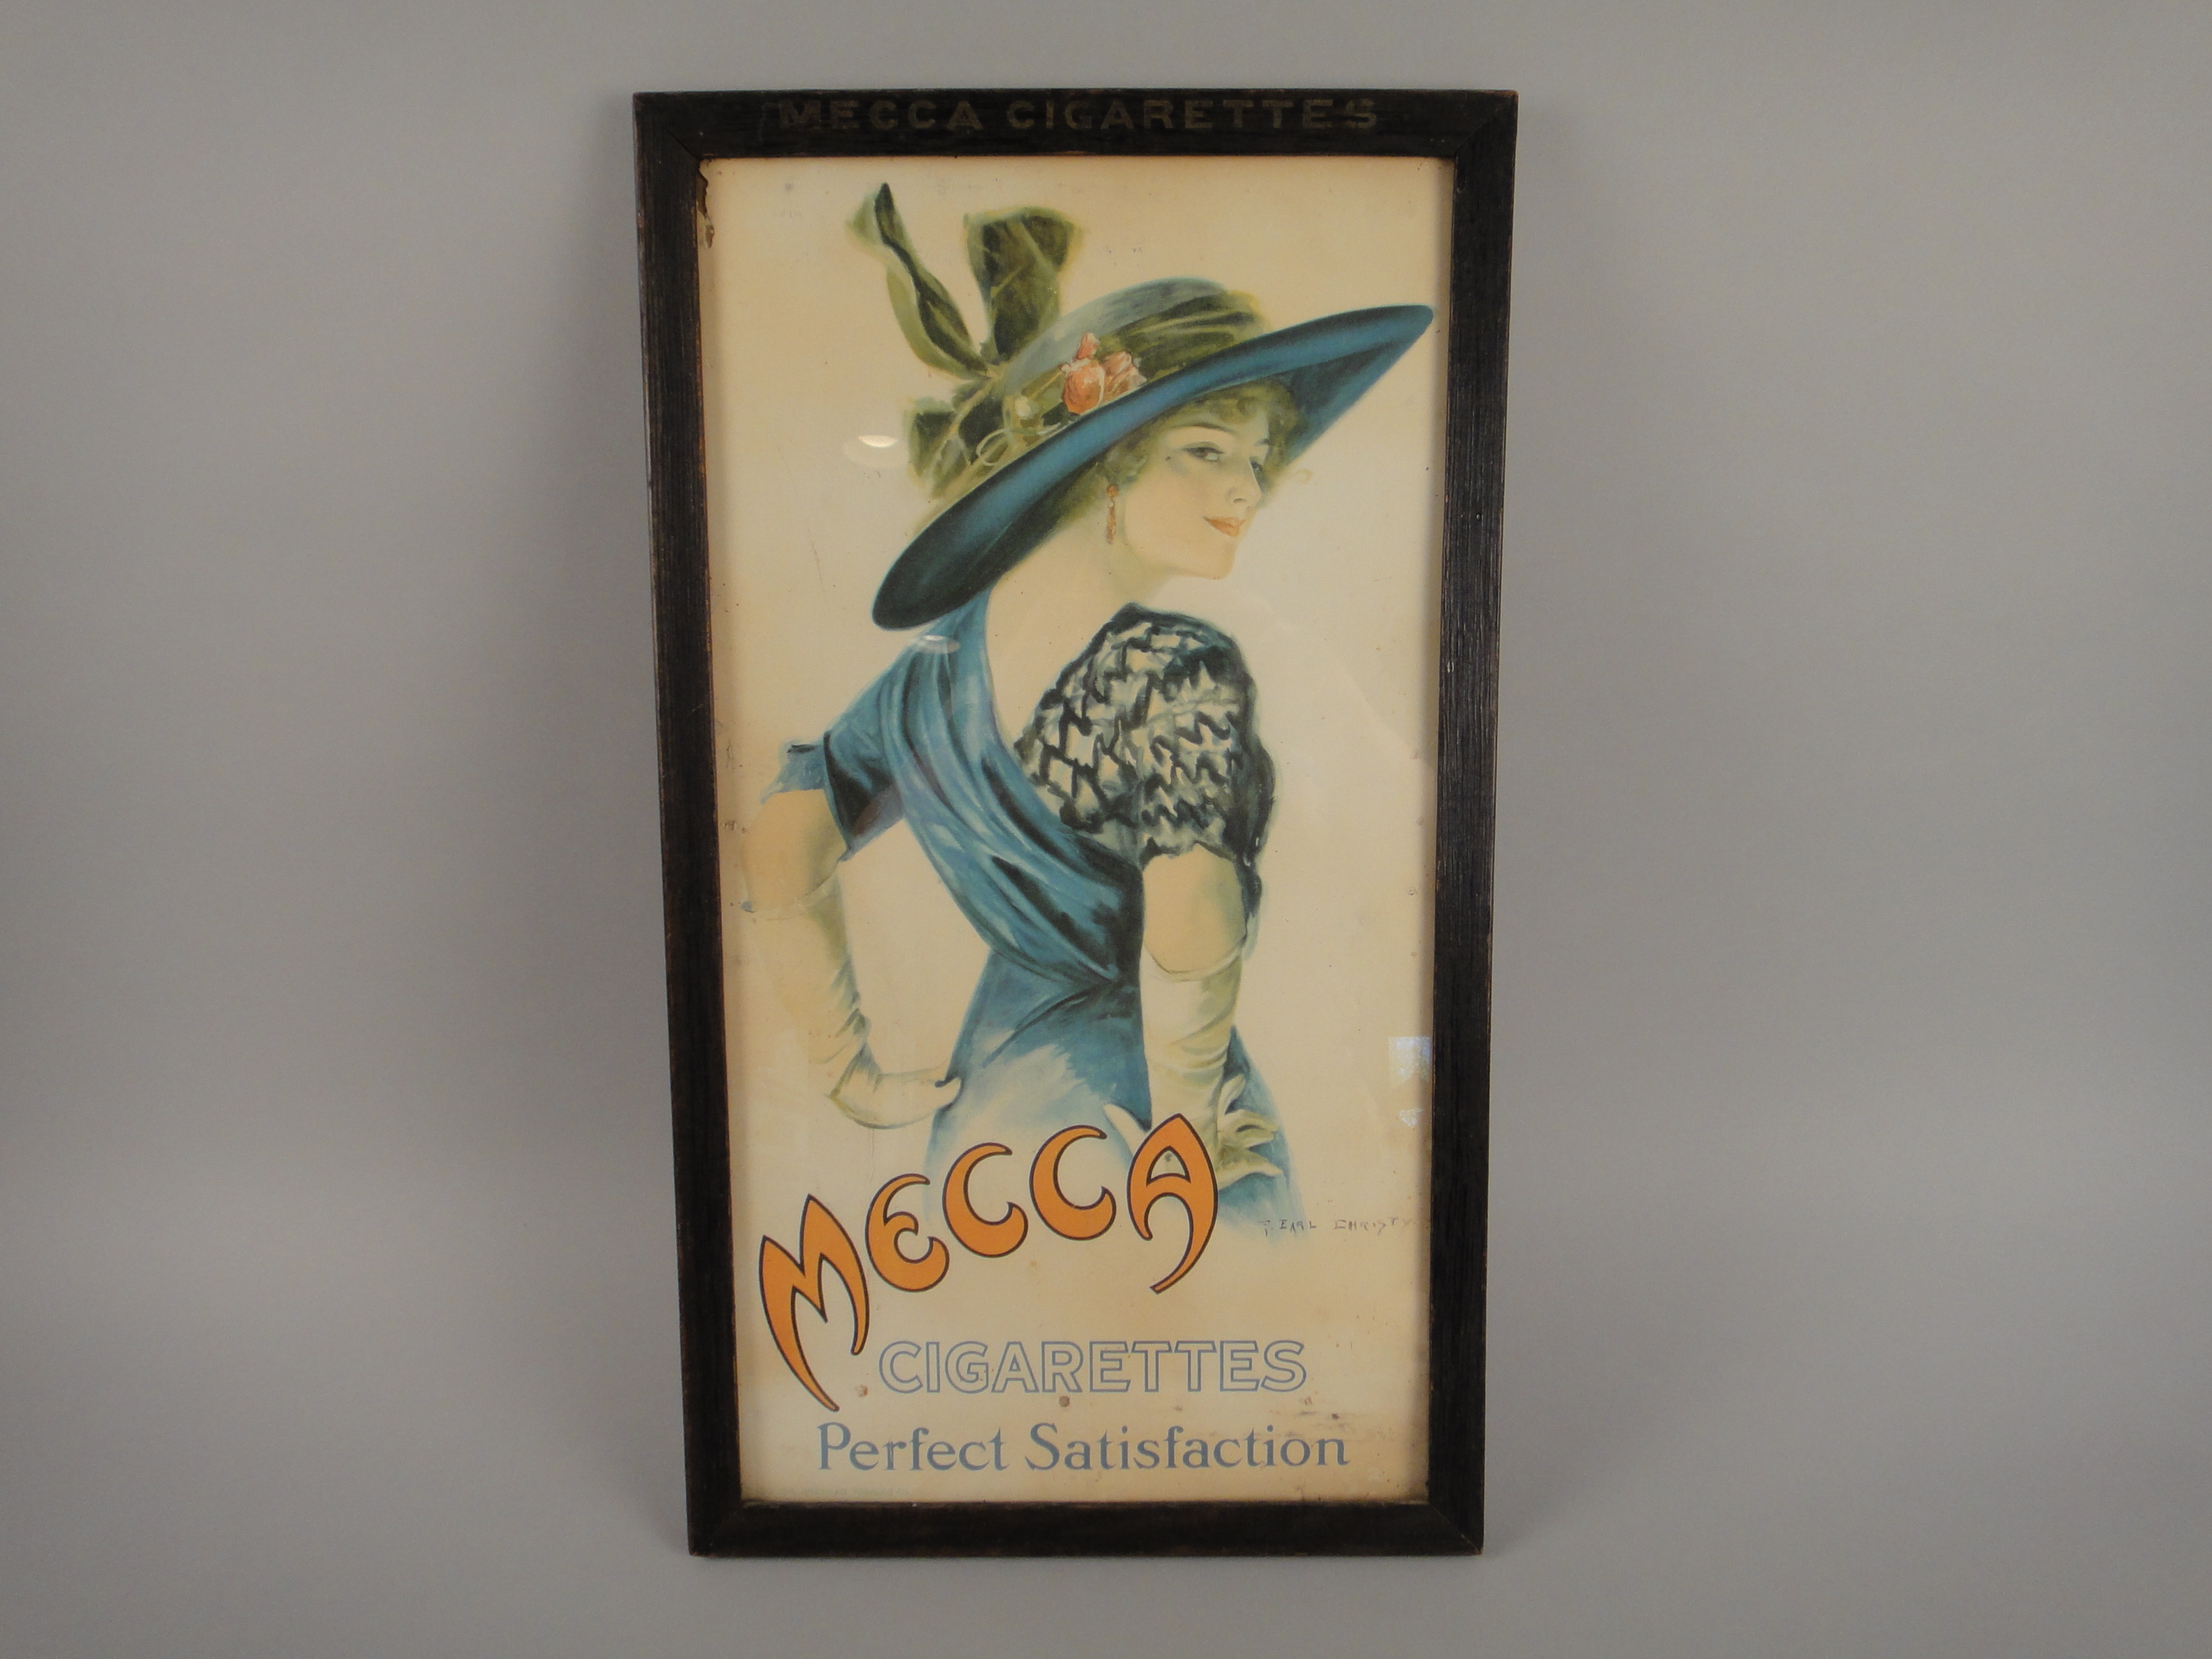 MECCA CIGARETTES
MECCA
F. EARL CHRISTY
CIGARETTES
Perfect Satisfaction